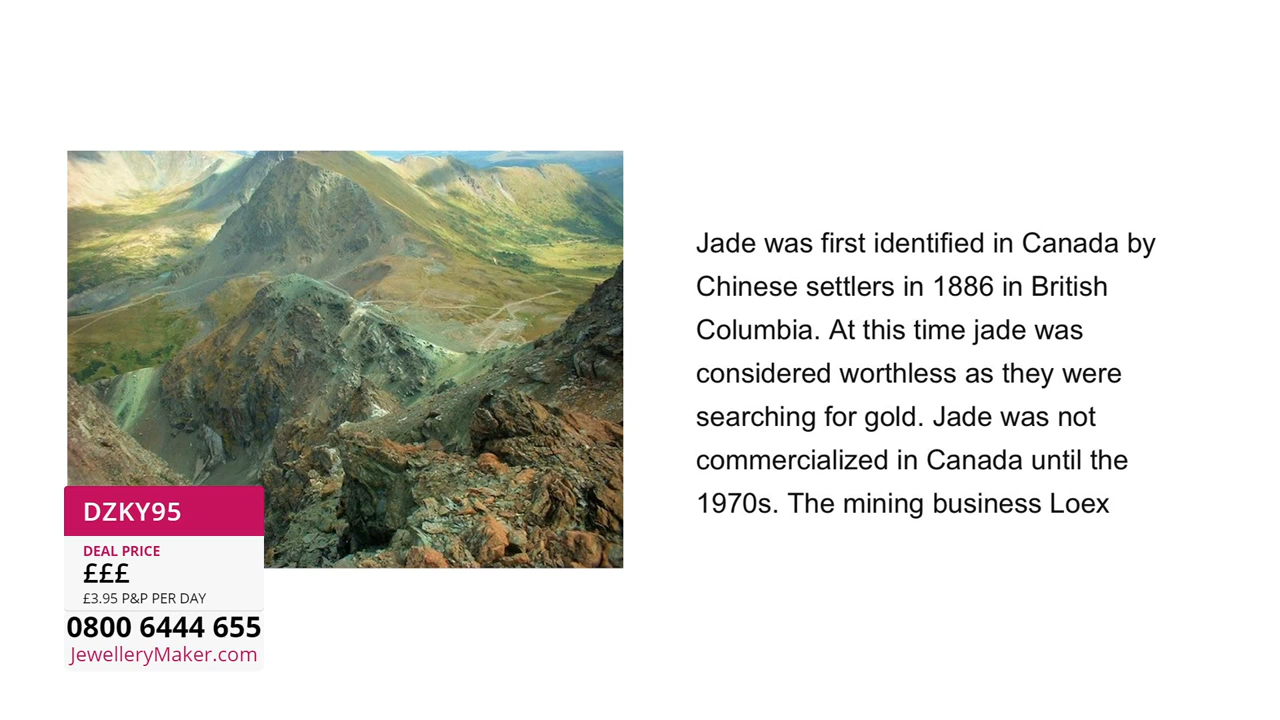 Jade was first identified in Canada by
Chinese settlers in 1886 in British
Columbia. At this time jade was
considered worthless as they were
searching for gold. Jade was not
commercialized in Canada until the
1970s. The mining business Loex
DZKY95
DEAL PRICE
£££
£3.95 P&P PER DAY
0800 6444 655
JewelleryMaker.com